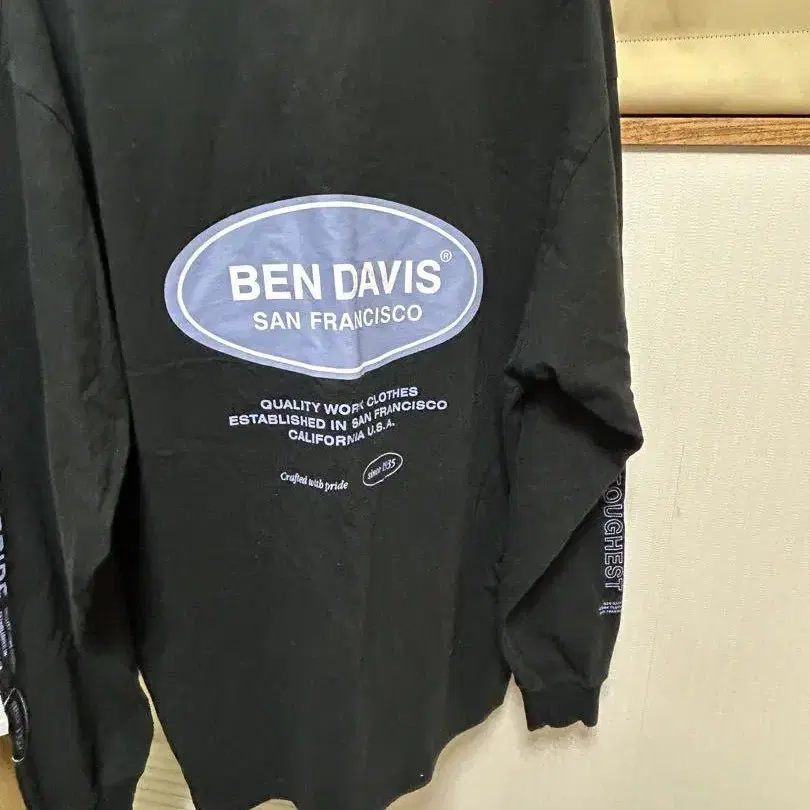 BEN DAVIS®
SAN FRANCISCO
QUALITY WORK CLOTHES
ESTABLISHED IN SAN FRANCISCO
CALIFORNIA U.S.A.
Crafted with pride
since 1935
TOUGHEST